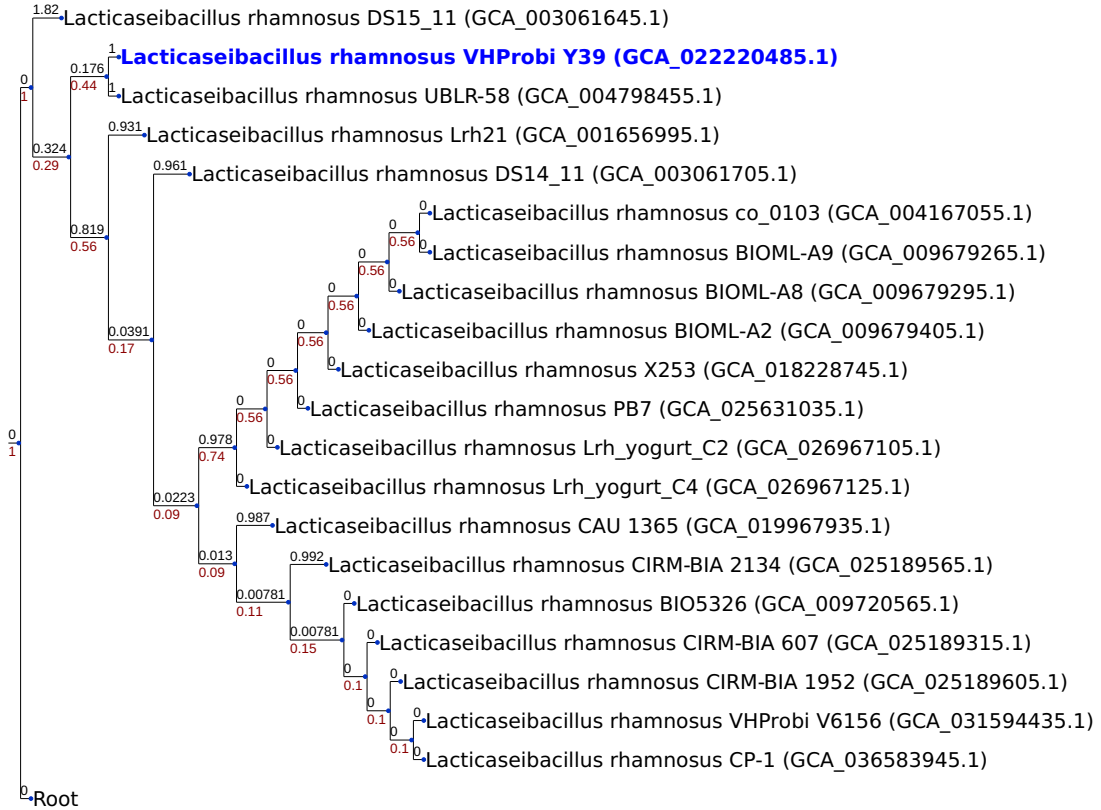 1.82
Lacticaseibacillus rhamnosus DS15_11 (GCA_003061645.1)
0
1
0.176
0.44
1
Lacticaseibacillus rhamnosus VHProbi Y39 (GCA_022220485.1)
1
Lacticaseibacillus rhamnosus UBLR-58 (GCA_004798455.1)
0.324
0.29
0.931
Lacticaseibacillus rhamnosus Lrh21 (GCA_001656995.1)
0.961
Lacticaseibacillus rhamnosus DS14_11 (GCA_003061705.1)
0.819
0.56
0
Lacticaseibacillus rhamnosus co_0103 (GCA_004167055.1)
0
0.56
0
Lacticaseibacillus rhamnosus BIOML-A9 (GCA_009679265.1)
0
0.56
0
Lacticaseibacillus rhamnosus BIOML-A8 (GCA_009679295.1)
0
0.56
0
Lacticaseibacillus rhamnosus BIOML-A2 (GCA_009679405.1)
0.0391
0.17
0
0.56
0
Lacticaseibacillus rhamnosus X253 (GCA_018228745.1)
0
0.56
0
Lacticaseibacillus rhamnosus PB7 (GCA_025631035.1)
0
0.56
0
Lacticaseibacillus rhamnosus Lrh_yogurt_C2 (GCA_026967105.1)
0
1
0.978
0.74
0
Lacticaseibacillus rhamnosus Lrh_yogurt_C4 (GCA_026967125.1)
0.0223
0.09
0.987
Lacticaseibacillus rhamnosus CAU 1365 (GCA_019967935.1)
0.013
0.09
0.992
Lacticaseibacillus rhamnosus CIRM-BIA 2134 (GCA_025189565.1)
0.00781
0.11
0
Lacticaseibacillus rhamnosus BIO5326 (GCA_009720565.1)
0.00781
0.15
0
Lacticaseibacillus rhamnosus CIRM-BIA 607 (GCA_025189315.1)
0
0.1
0
Lacticaseibacillus rhamnosus CIRM-BIA 1952 (GCA_025189605.1)
0
0.1
0
Lacticaseibacillus rhamnosus VHProbi V6156 (GCA_031594435.1)
0
0.1
0
Lacticaseibacillus rhamnosus CP-1 (GCA_036583945.1)
0
Root